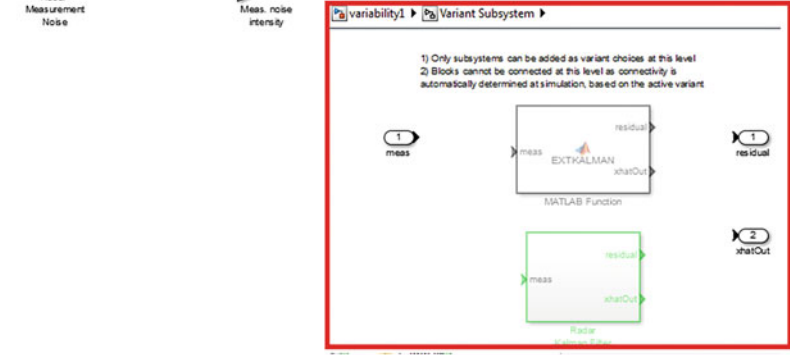 Measurement
Noise
Meas. noise
intensity
variability1 ▶ Variant Subsystem ▶
1) Only subsystems can be added as variant choices at this level
2) Blocks cannot be connected at this level as connectivity is
automatically determined at simulation, based on the active variant
1
meas
meas
EXTKALMAN
residual
xhatOut
MATLAB Function
1
residual
2
xhatOut
meas
residual
xhatOut
Radar
Kalman Filter